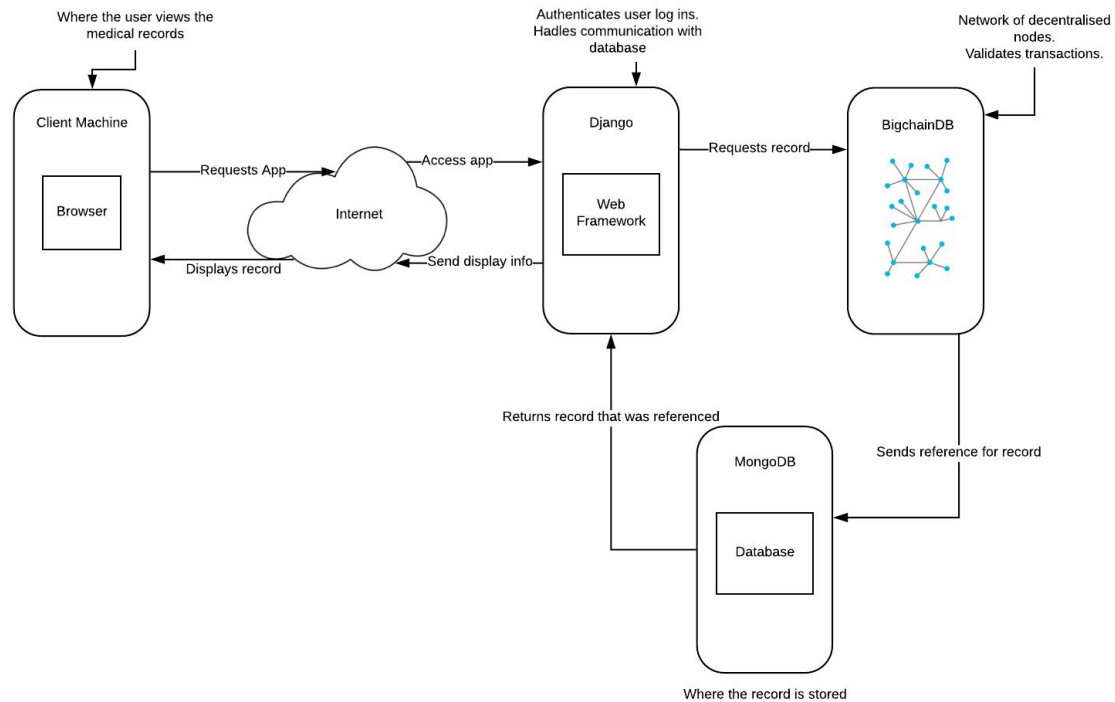 Where the user views the
medical records
Authenticates user log ins.
Hadles communication with
database
Network of decentralised
nodes.
Validates transactions.
Client Machine
Browser
Requests App
Internet
Displays record
Access app
Send display info
Django
Web
Framework
Requests record
BigchainDB
Returns record that was referenced
Sends reference for record
MongoDB
Database
Where the record is stored